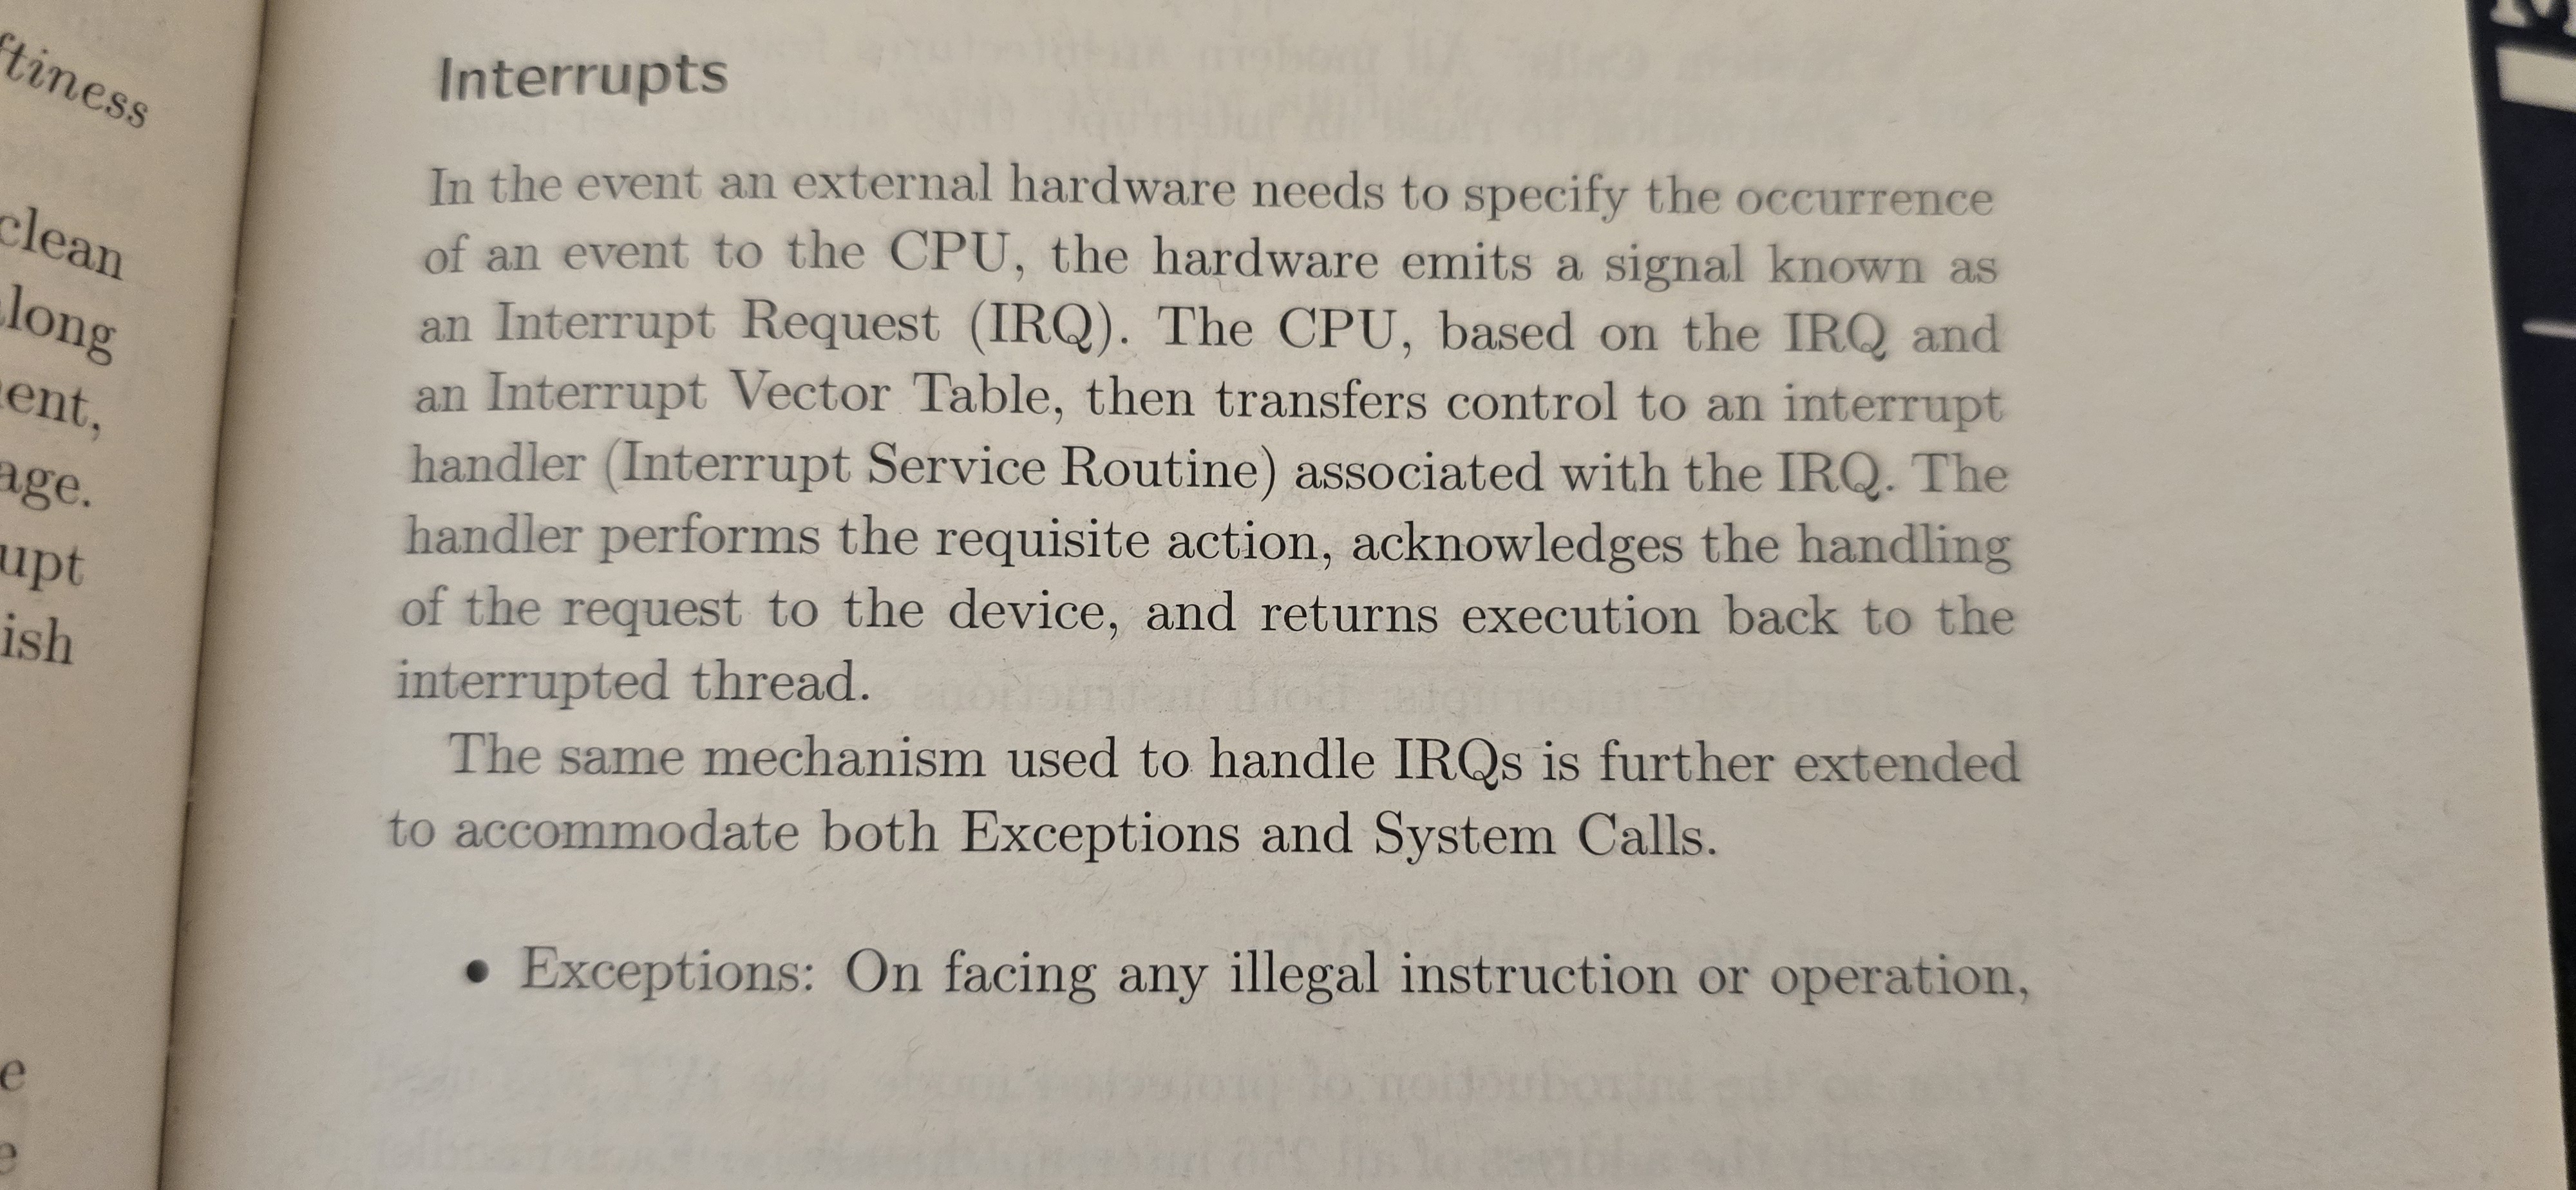 ftiness
clean
long
ent,
age.
upt
ish
e
e
Interrupts
In the event an external hardware needs to specify the occurrence
of an event to the CPU, the hardware emits a signal known as
an Interrupt Request (IRQ). The CPU, based on the IRQ and
an Interrupt Vector Table, then transfers control to an interrupt
handler (Interrupt Service Routine) associated with the IRQ. The
handler performs the requisite action, acknowledges the handling
of the request to the device, and returns execution back to the
interrupted thread.
The same mechanism used to handle IRQs is further extended
to accommodate both Exceptions and System Calls.
• Exceptions: On facing any illegal instruction or operation,